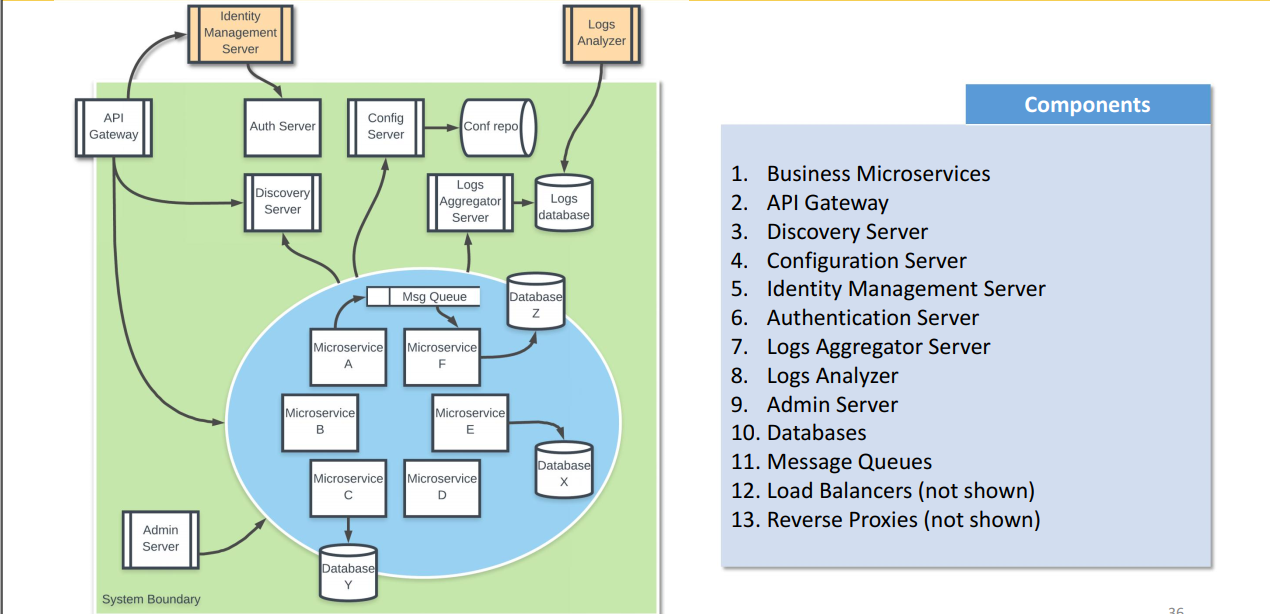 Identity
Management
Server
Logs
Analyzer
API
Gateway
Auth Server
Config
Server
Conf repo
Discovery
Server
Logs
Aggregator
Server
Logs
database
Msg Queue
Database
Z
Microservice
A
Microservice
F
Microservice
B
Microservice
E
Microservice
C
Microservice
D
Database
X
Admin
Server
Database
Y
System Boundary
Components
1. Business Microservices
2. API Gateway
3. Discovery Server
4. Configuration Server
5. Identity Management Server
6. Authentication Server
7. Logs Aggregator Server
8. Logs Analyzer
9. Admin Server
10. Databases
11. Message Queues
12. Load Balancers (not shown)
13. Reverse Proxies (not shown)
36